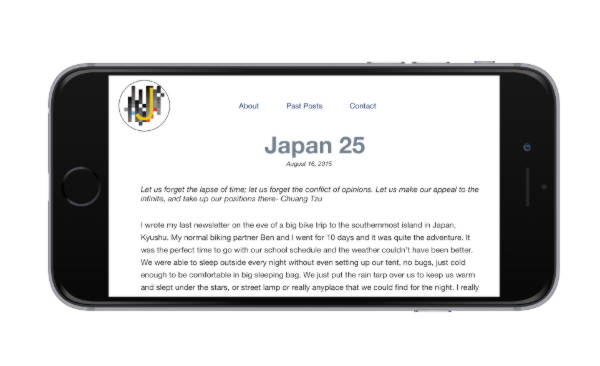 About Past Posts Contact
Japan 25
August 16, 2015
Let us forget the lapse of time; let us forget the conflict of opinions. Let us make our appeal to the
infinite, and take up our positions there- Chuang Tzu
I wrote my last newsletter on the eve of a big bike trip to the southernmost island in Japan,
Kyushu. My normal biking partner Ben and I went for 10 days and it was quite the adventure. It
was the perfect time to go with our school schedule and the weather couldn't have been better.
We were able to sleep outside every night without even setting up our tent, no bugs, just cold
enough to be comfortable in big sleeping bag. We just put the rain tarp over us to keep us warm
and slept under the stars, or street lamp or really anyplace that we could find for the night. I really